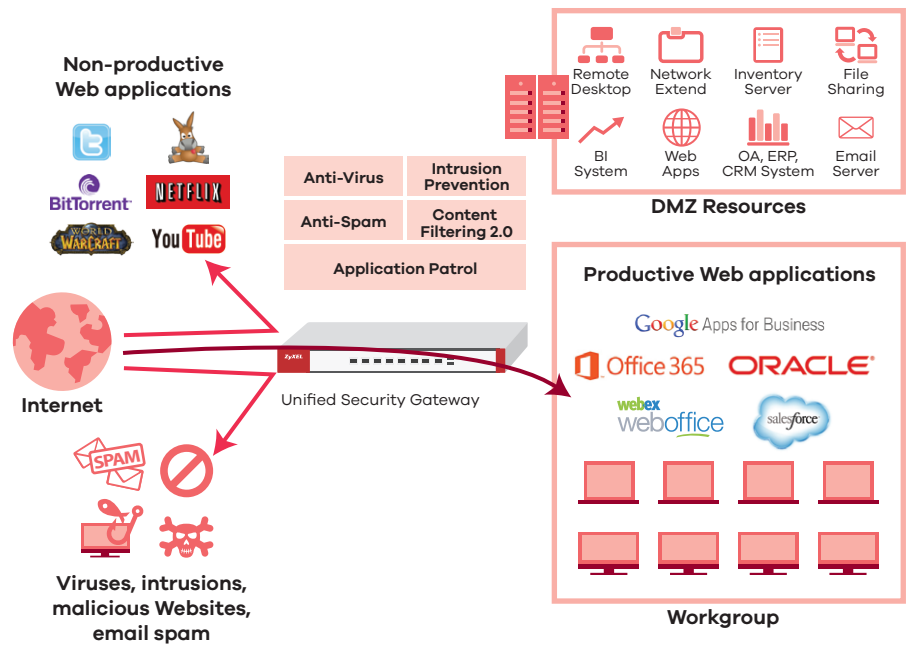 Non-productive
Web applications
BitTorrent
NETFLIX
WORLD
WARCRAFT
YouTube
Internet
SPAM
Viruses, intrusions,
malicious Websites,
email spam
Anti-Virus
Intrusion
Prevention
Anti-Spam
Content
Filtering 2.0
Application Patrol
ZyXEL
Unified Security Gateway
Remote
Desktop
Network
Extend
Inventory
Server
File
Sharing
BI
System
Web
Apps
OA, ERP,
CRM System
Email
Server
DMZ Resources
Productive Web applications
Google Apps for Business
Office 365
ORACLE®
webex
weboffice
salesforce
Workgroup